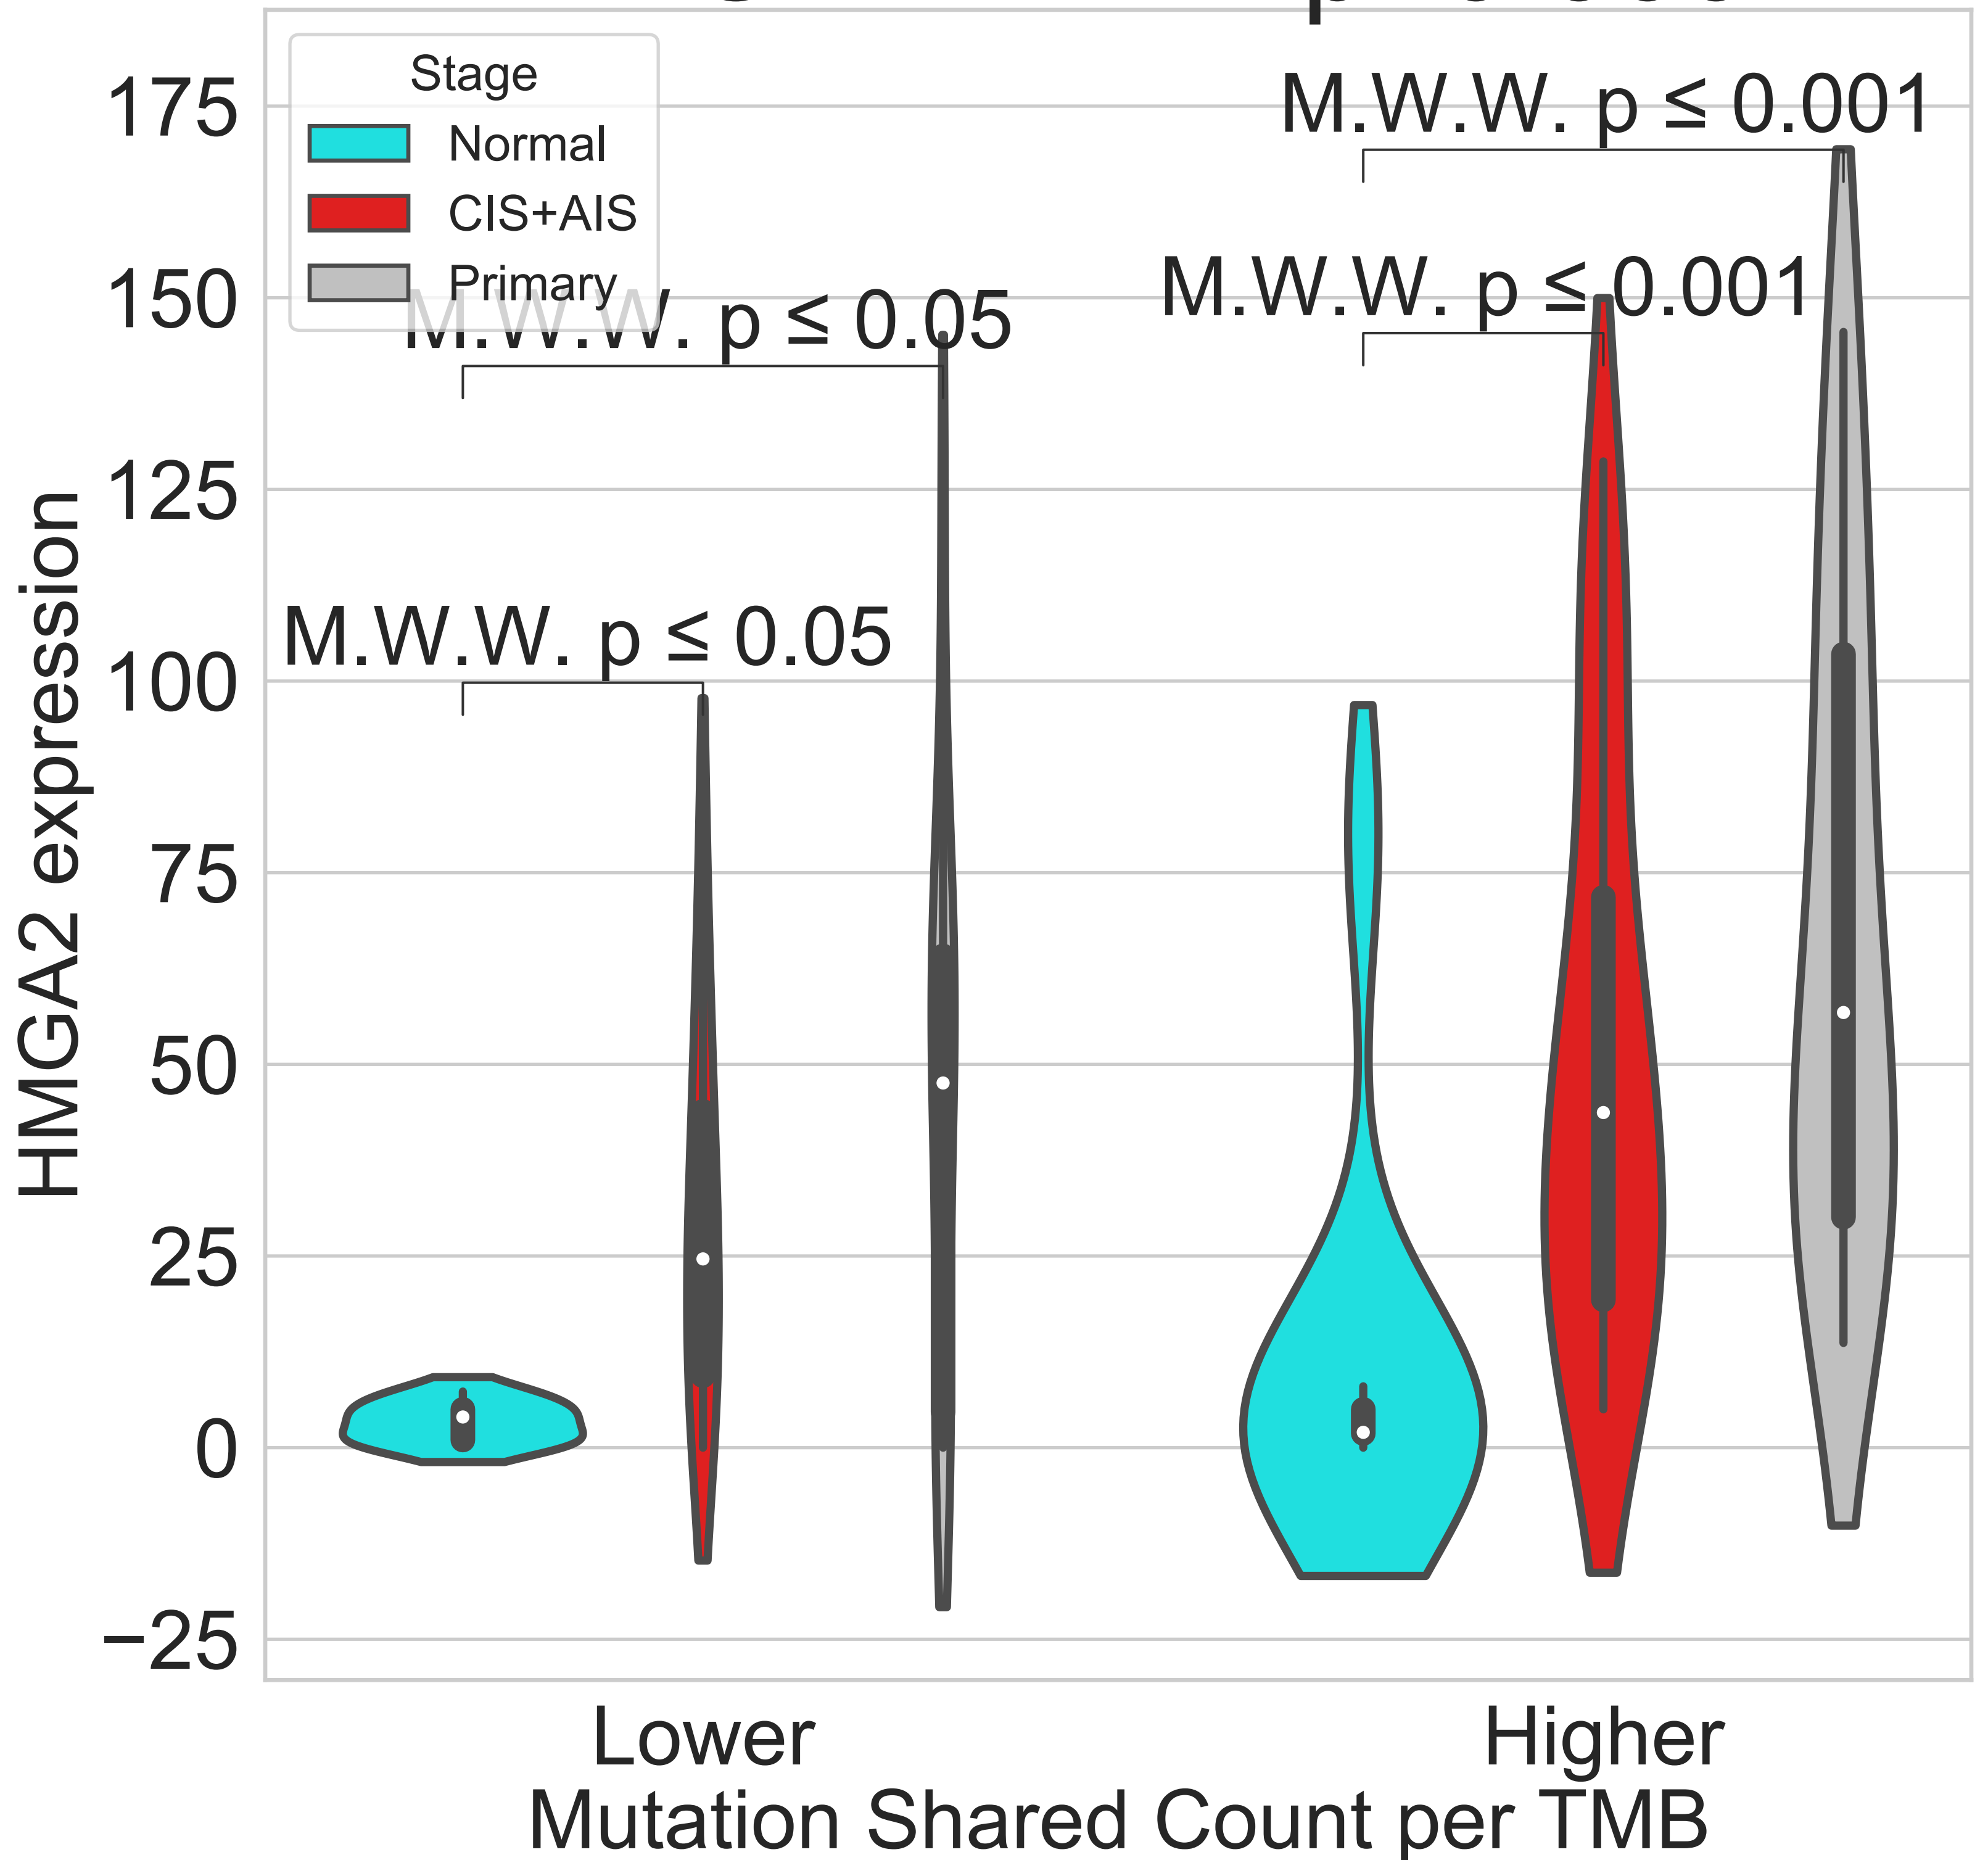 Stage
Normal
CIS+AIS
Primary
M.W.W. p ≤ 0.001
M.W.W. p ≤ 0.001
M.W.W. p ≤ 0.05
M.W.W. p ≤ 0.05
175
150
125
100
75
50
25
0
−25
HMGA2 expression
Lower
Higher
Mutation Shared Count per TMB